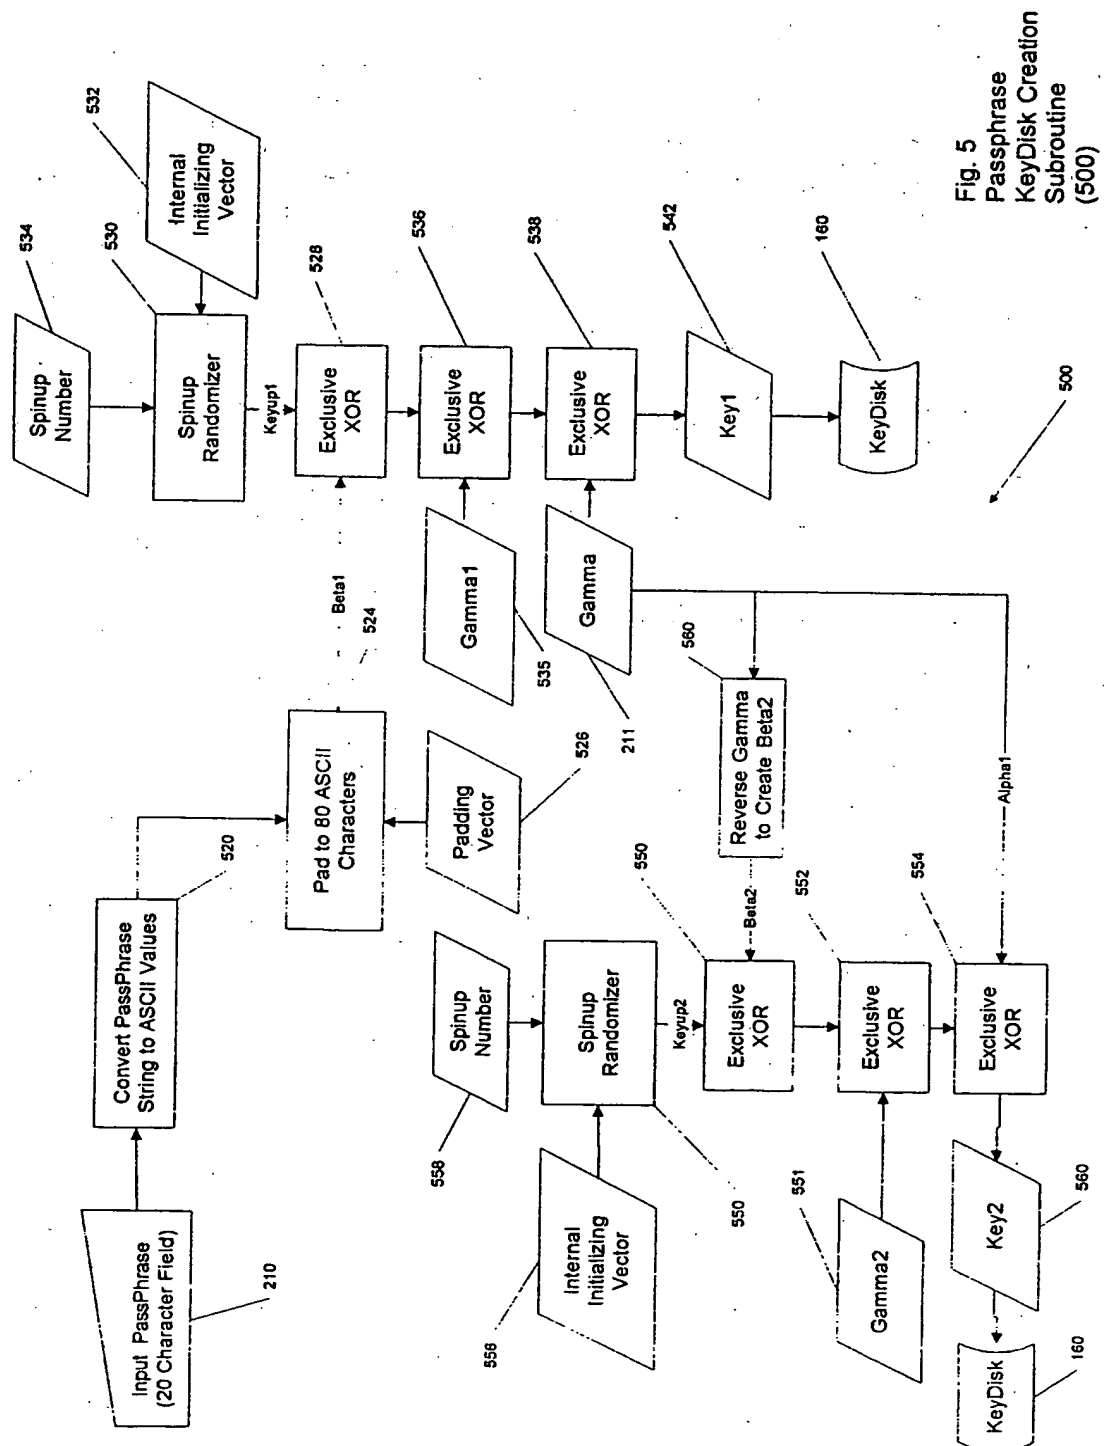 Fig. 5
Passphrase
KeyDisk Creation
Subroutine
(500)
Input PassPhrase
(20 Character Field)
210
Convert PassPhrase
String to ASCII Values
520
Pad to 80 ASCII
Characters
524
Padding
Vector
526
Beta1
Spinup
Number
534
Internal
Initializing
Vector
532
Spinup
Randomizer
530
Keyup1
Exclusive
XOR
528
Gamma1
535
Exclusive
XOR
536
Gamma
211
Exclusive
XOR
538
Key1
542
KeyDisk
160
500
Reverse Gamma
to Create Beta2
560
Beta2
Alpha1
Spinup
Number
558
Internal
Initializing
Vector
556
Spinup
Randomizer
550
Keyup2
Exclusive
XOR
550
Gamma2
551
Exclusive
XOR
552
Exclusive
XOR
554
Key2
560
KeyDisk
160